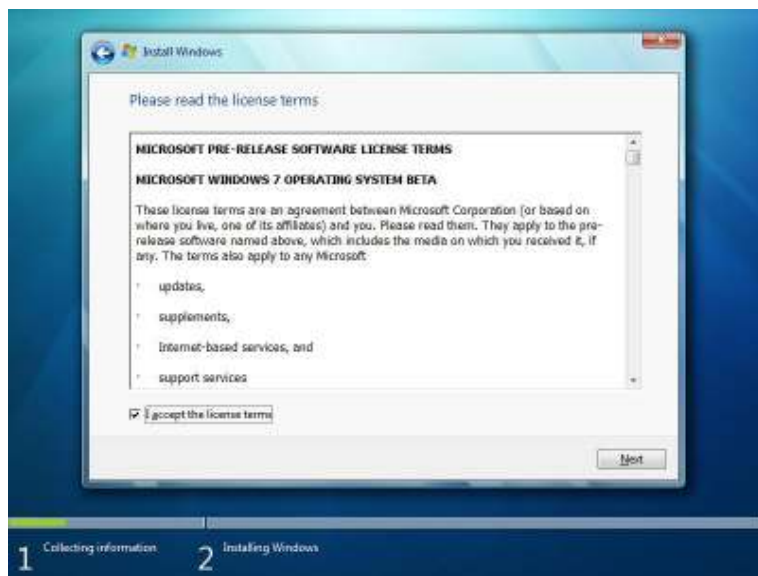 Install Windows
Please read the license terms
MICROSOFT PRE-RELEASE SOFTWARE LICENSE TERMS
MICROSOFT WINDOWS 7 OPERATING SYSTEM BETA
These license terms are an agreement between Microsoft Corporation (or based on
where you live, one of its affiliates) and you. Please read them. They apply to the pre-
release software named above, which includes the media on which you received it, if
any. The terms also apply to any Microsoft
· updates,
· supplements,
· Internet-based services, and
· support services
I accept the license terms
Next
1 Collecting information 2 Installing Windows